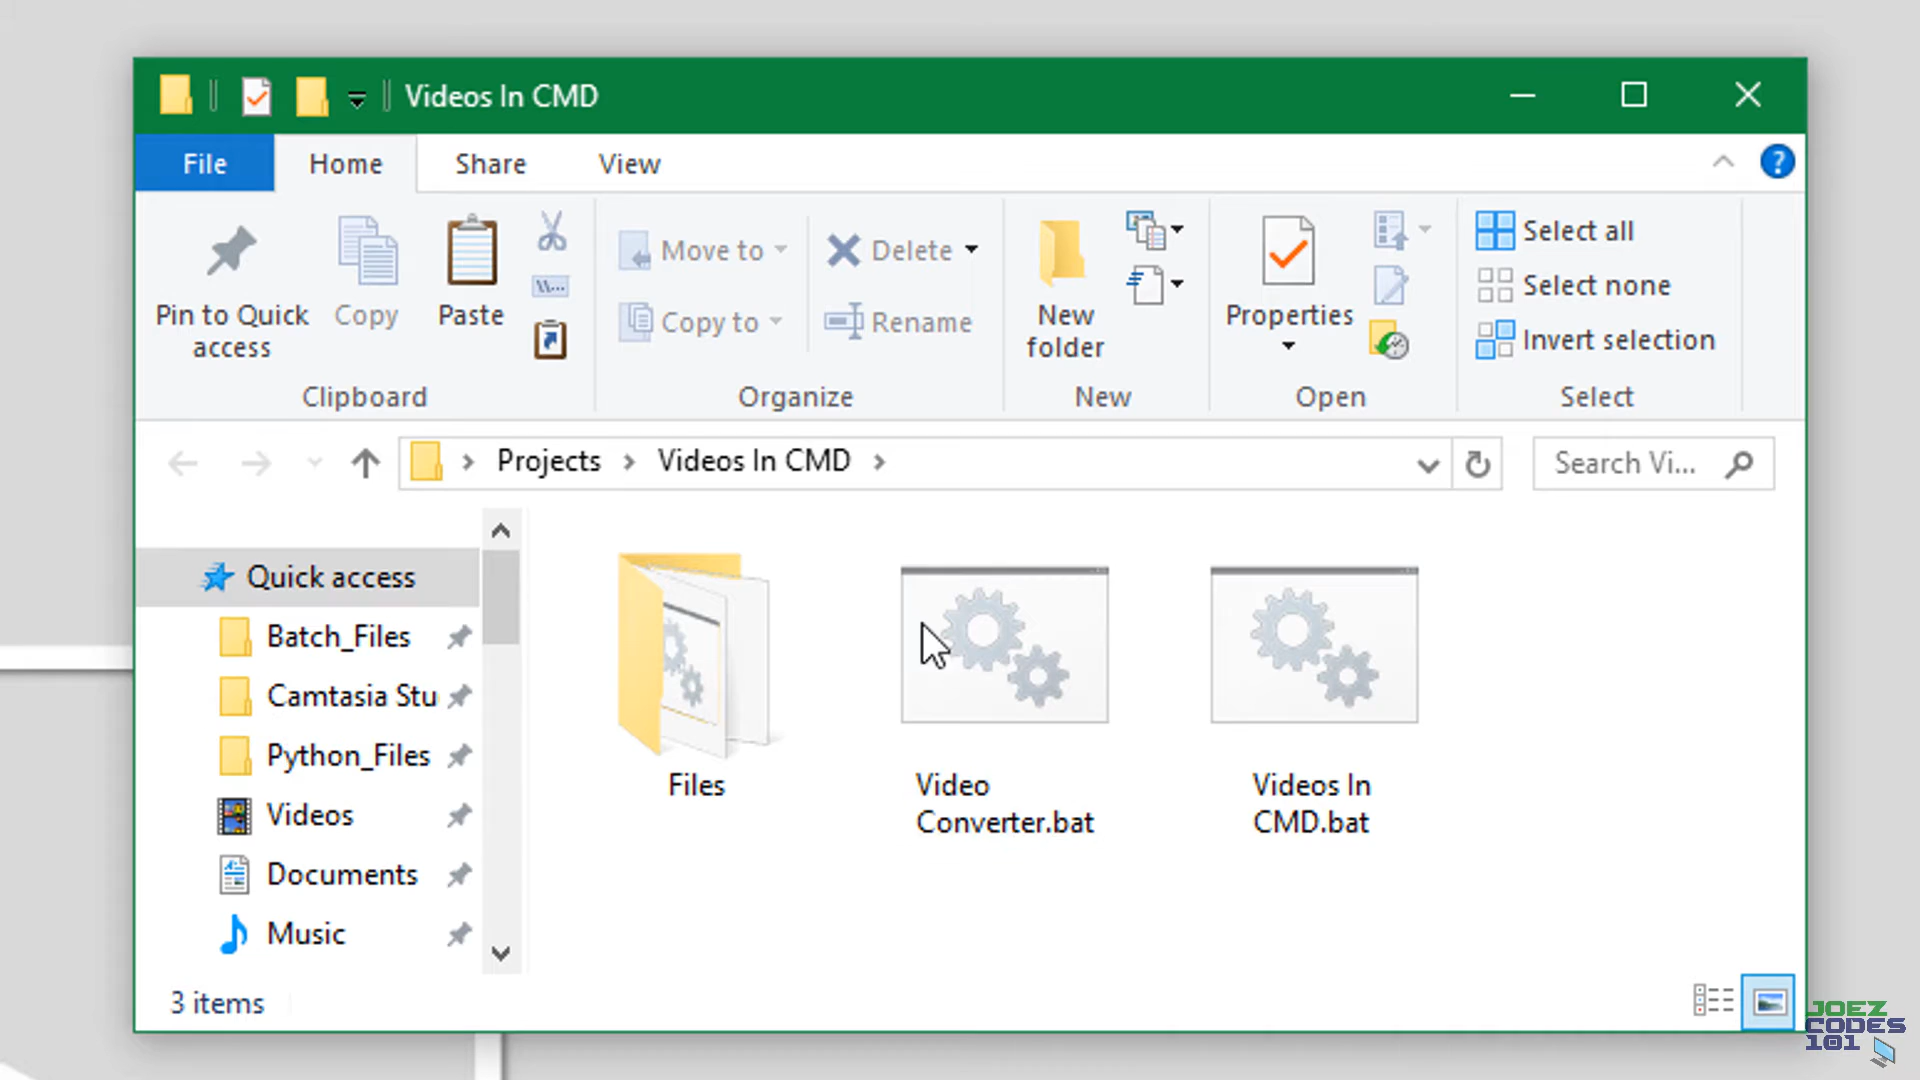 Videos In CMD
File
Home
Share
View
Pin to Quick
access
Copy
Paste
Move to
Copy to
Delete
Rename
New
folder
Properties
Select all
Select none
Invert selection
Clipboard
Organize
New
Open
Select
Projects
Videos In CMD
Search Vi...
Quick access
Batch_Files
Camtasia Stu
Python_Files
Videos
Documents
Music
Files
Video
Converter.bat
Videos In
CMD.bat
3 items
JOEZ
CODES
101